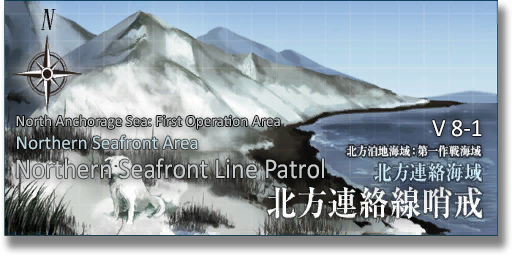 N
North Anchorage Sea: First Operation Area
Northern Seafront Area
Northern Seafront Line Patrol
V 8-1
北方泊地海域:第一作戦海域
北方連絡海域
北方連絡線哨戒